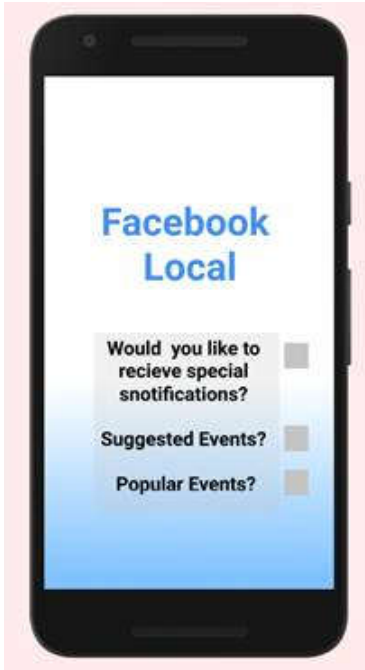 Facebook
Local
Would you like to
recieve special
snotifications?
Suggested Events?
Popular Events?